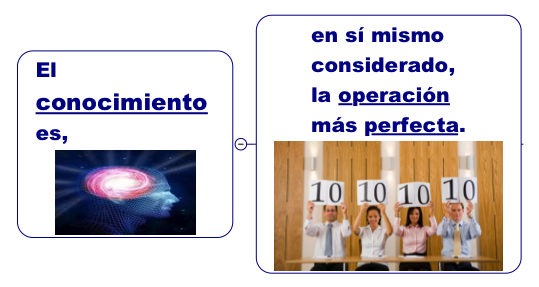 El
conocimiento
es,
en sí mismo
considerado,
la operación
más perfecta.
10 10 10 10